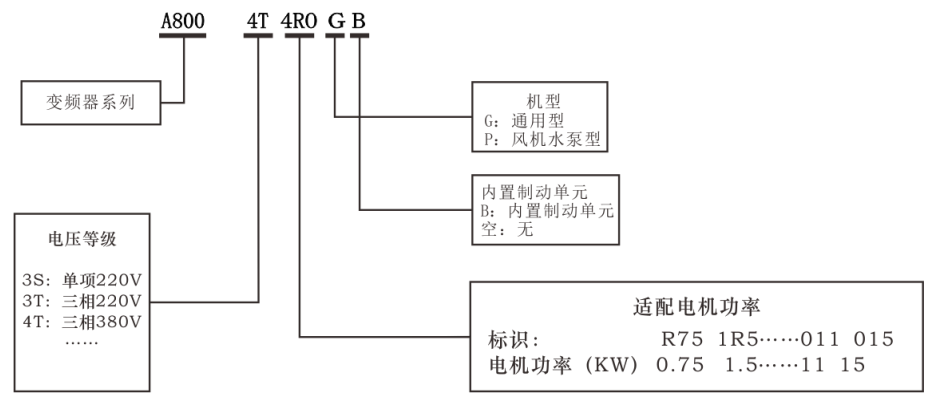 A800 4T 4R0 G B
变频器系列
机型
G：通用型
P：风机水泵型
内置制动单元
B：内置制动单元
空：无
电压等级
3S：单项220V
3T：三相220V
4T：三相380V
……
适配电机功率
标识： R75 1R5……011 015
电机功率（KW）0.75 1.5……11 15